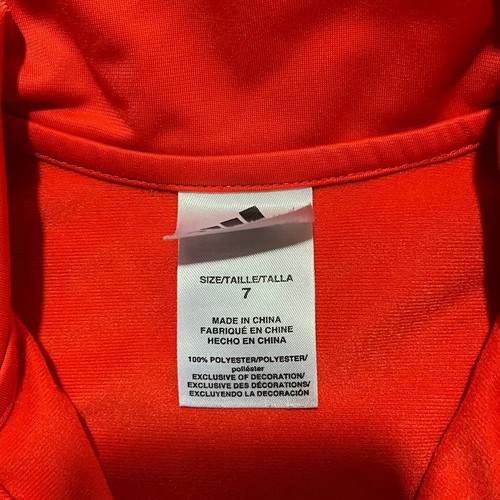 SIZE/TAILLE/TALLA
7
MADE IN CHINA
FABRIQUÉ EN CHINE
HECHO EN CHINA
100% POLYESTER/POLYESTER/
poliéster
EXCLUSIVE OF DECORATION/
EXCLUSIVE DES DÉCORATIONS/
EXCLUYENDO LA DECORACIÓN